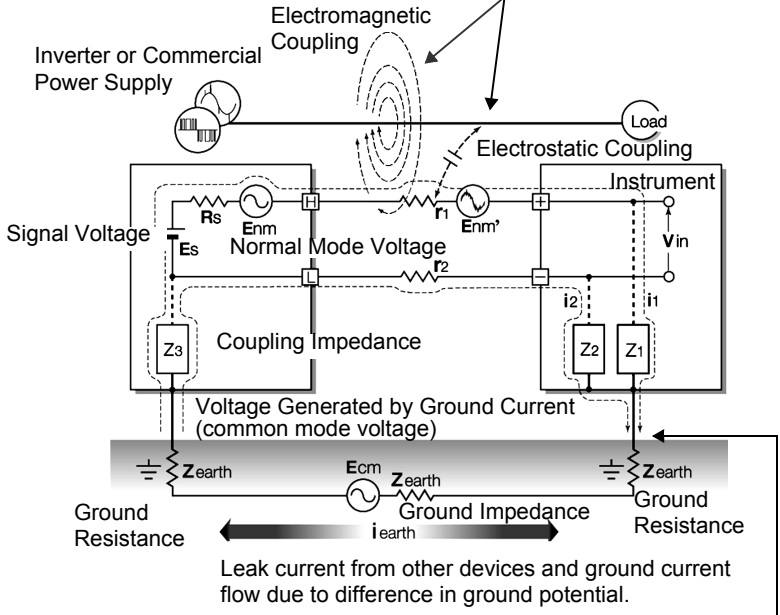 Electromagnetic
Coupling
Inverter or Commercial
Power Supply
Load
Electrostatic Coupling
Instrument
Rs
Enm
H
r1
Enm'
+
Signal Voltage
Es
Normal Mode Voltage
Vin
L
r2
−
i2
i1
Z3
Coupling Impedance
Z2
Z1
Voltage Generated by Ground Current
(common mode voltage)
Zearth
Ecm
Zearth
Zearth
Ground
Resistance
Ground Impedance
Ground
Resistance
iearth
Leak current from other devices and ground current
flow due to difference in ground potential.